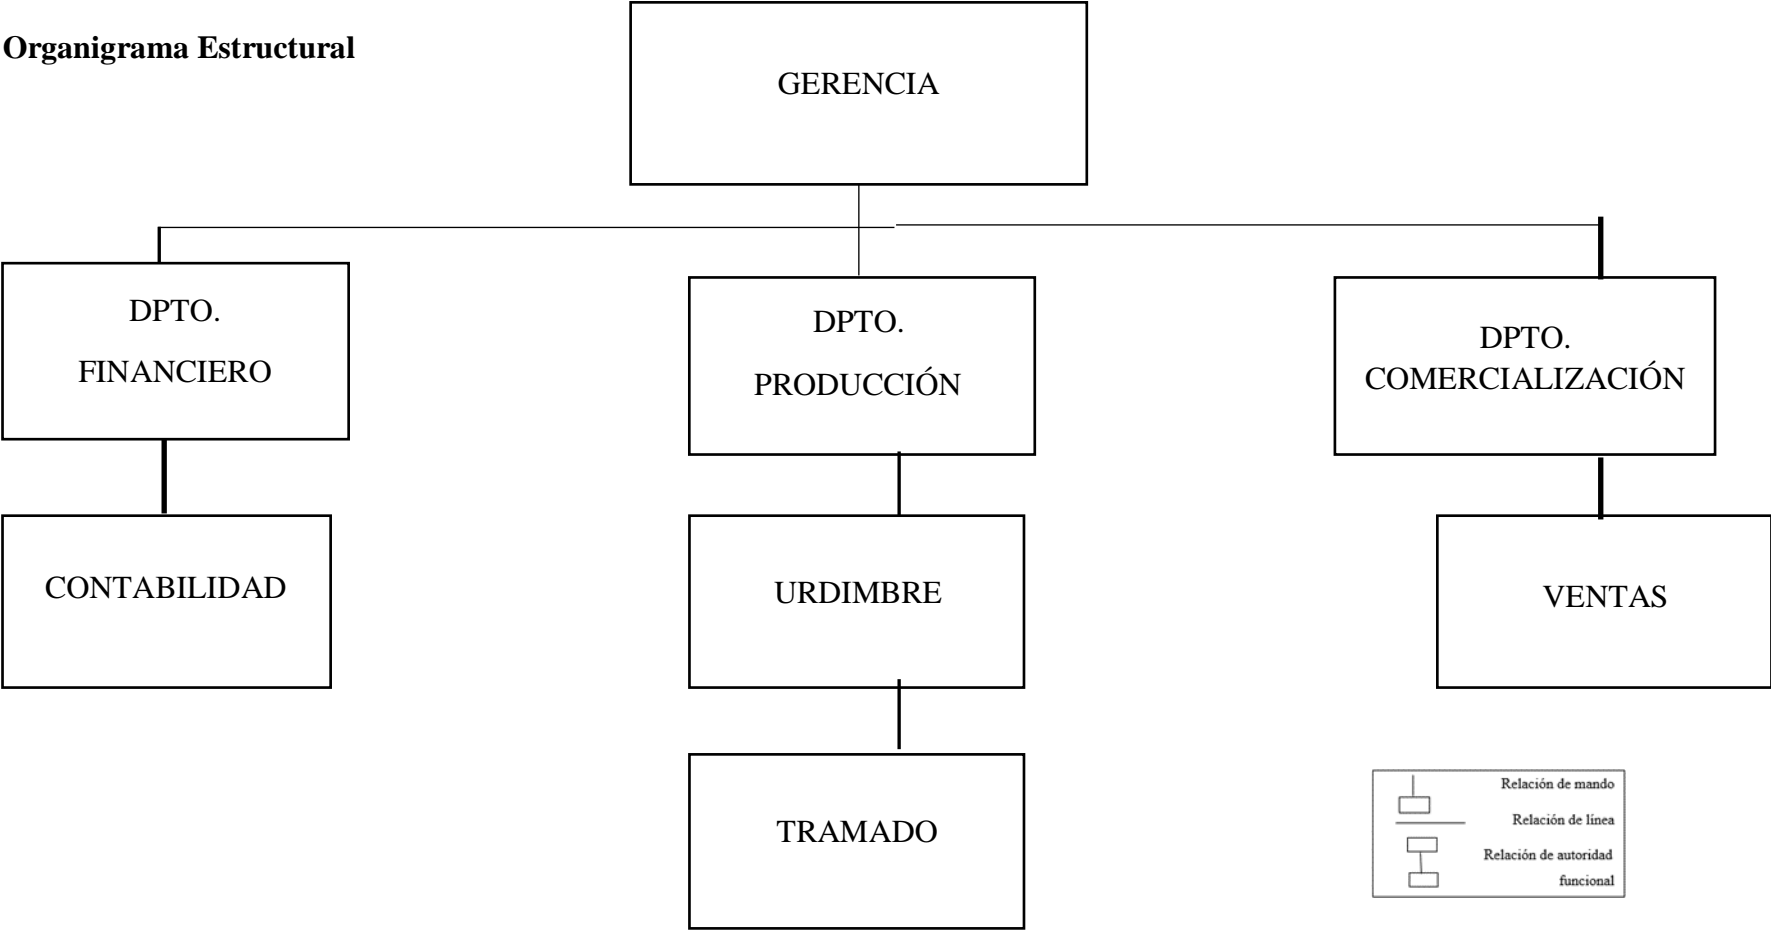 Organigrama Estructural
GERENCIA
DPTO.
FINANCIERO
DPTO.
PRODUCCIÓN
DPTO.
COMERCIALIZACIÓN
CONTABILIDAD
URDIMBRE
VENTAS
TRAMADO
Relación de mando
Relación de línea
Relación de autoridad
funcional